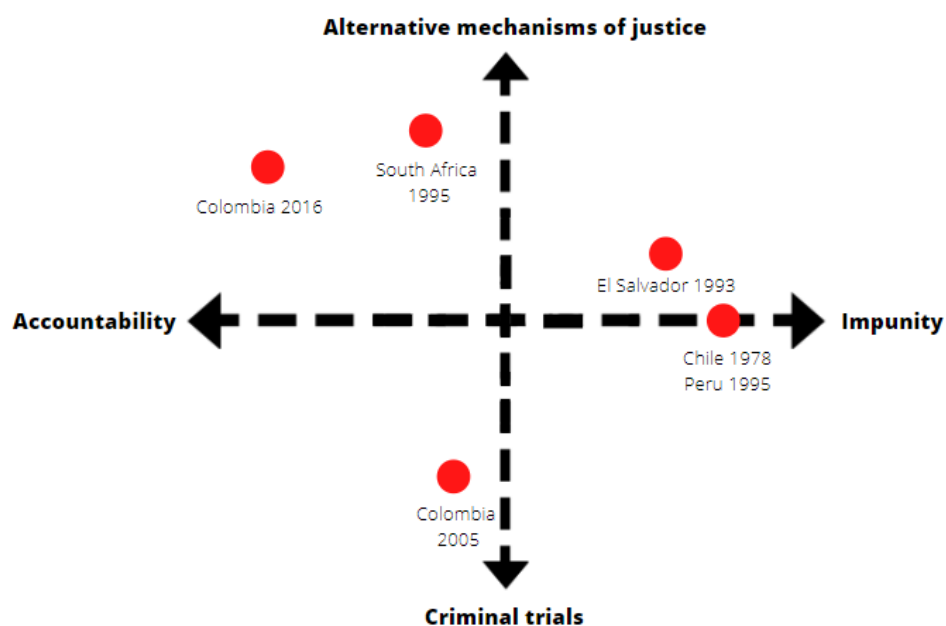 Alternative mechanisms of justice
South Africa
1995
Colombia 2016
El Salvador 1993
Accountability
Impunity
Chile 1978
Peru 1995
Colombia
2005
Criminal trials